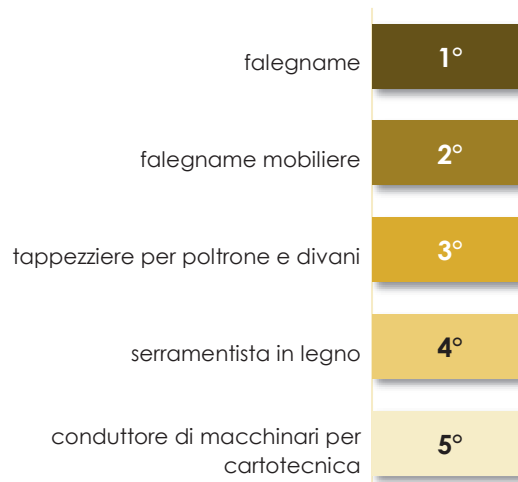 falegname 1°
falegname mobiliere 2°
tappezziere per poltrone e divani 3°
serramentista in legno 4°
conduttore di macchinari per
cartotecnica 5°